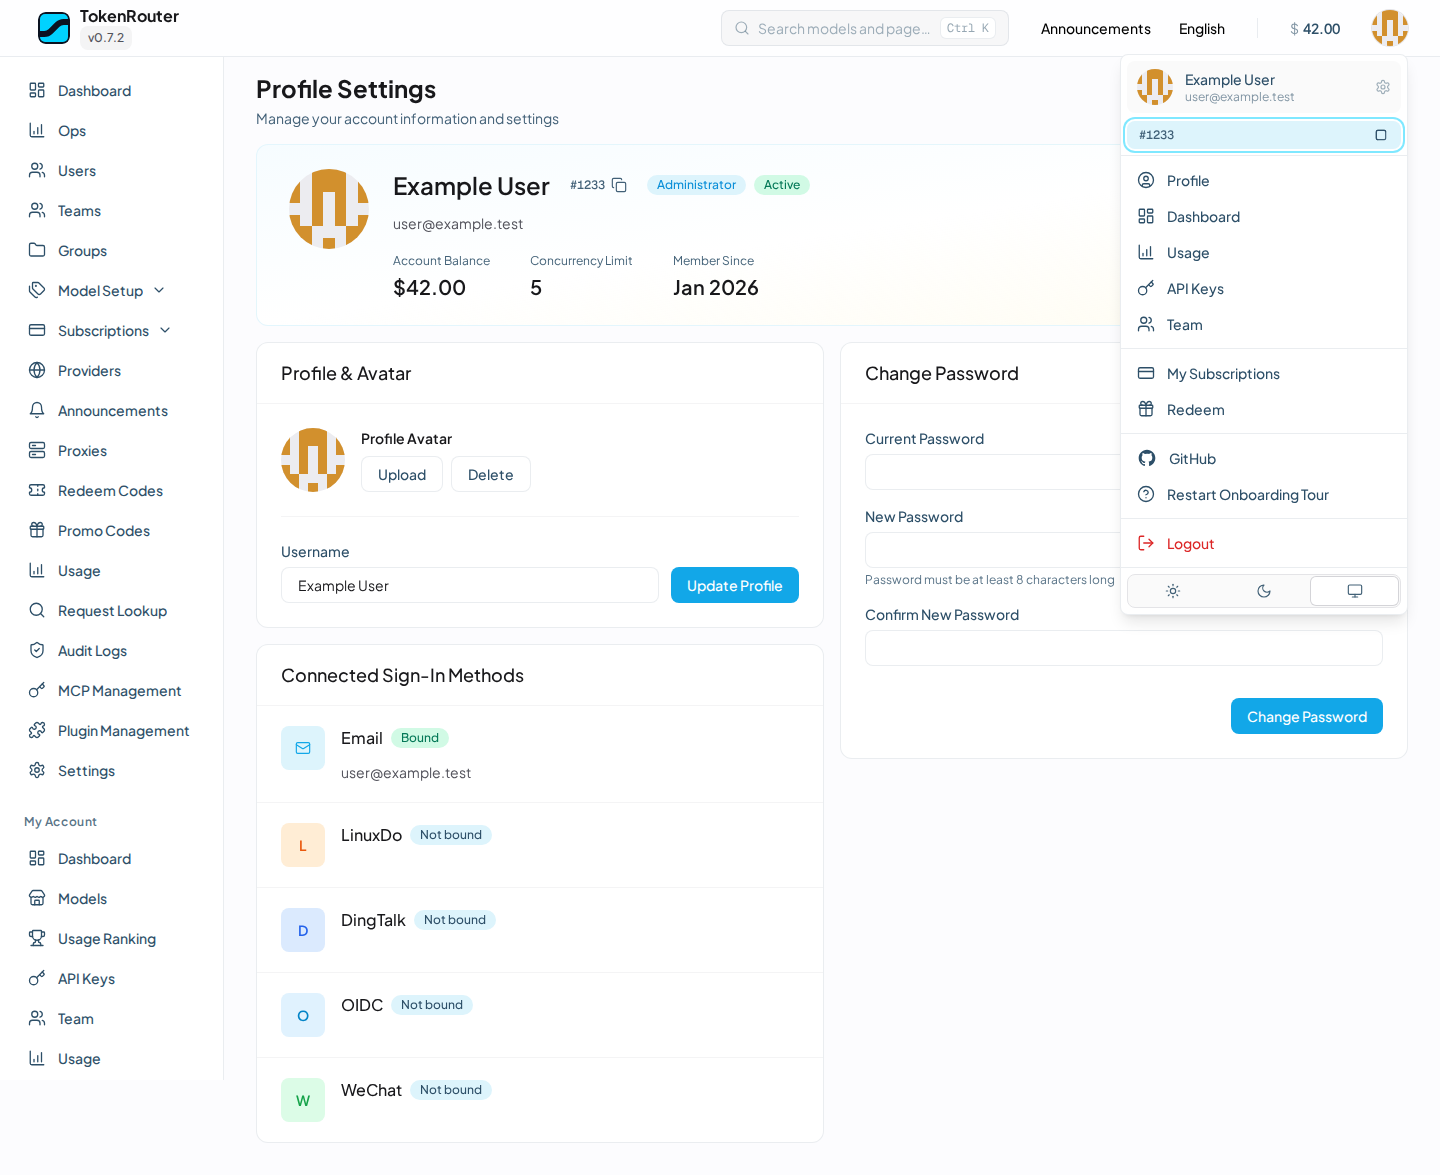 TokenRouter
v0.7.2
Search models and page...
Ctrl K
Announcements
English
$ 42.00
Dashboard
Ops
Users
Teams
Groups
Model Setup
Subscriptions
Providers
Announcements
Proxies
Redeem Codes
Promo Codes
Usage
Request Lookup
Audit Logs
MCP Management
Plugin Management
Settings
My Account
Dashboard
Models
Usage Ranking
API Keys
Team
Usage
Profile Settings
Manage your account information and settings
Example User
#1233
Administrator
Active
user@example.test
Account Balance
$42.00
Concurrency Limit
5
Member Since
Jan 2026
Profile & Avatar
Profile Avatar
Upload
Delete
Username
Example User
Update Profile
Connected Sign-In Methods
Email
Bound
user@example.test
L
LinuxDo
Not bound
D
DingTalk
Not bound
O
OIDC
Not bound
W
WeChat
Not bound
Change Password
Current Password
New Password
Password must be at least 8 characters long
Confirm New Password
Change Password
Example User
user@example.test
#1233
Profile
Dashboard
Usage
API Keys
Team
My Subscriptions
Redeem
GitHub
Restart Onboarding Tour
Logout